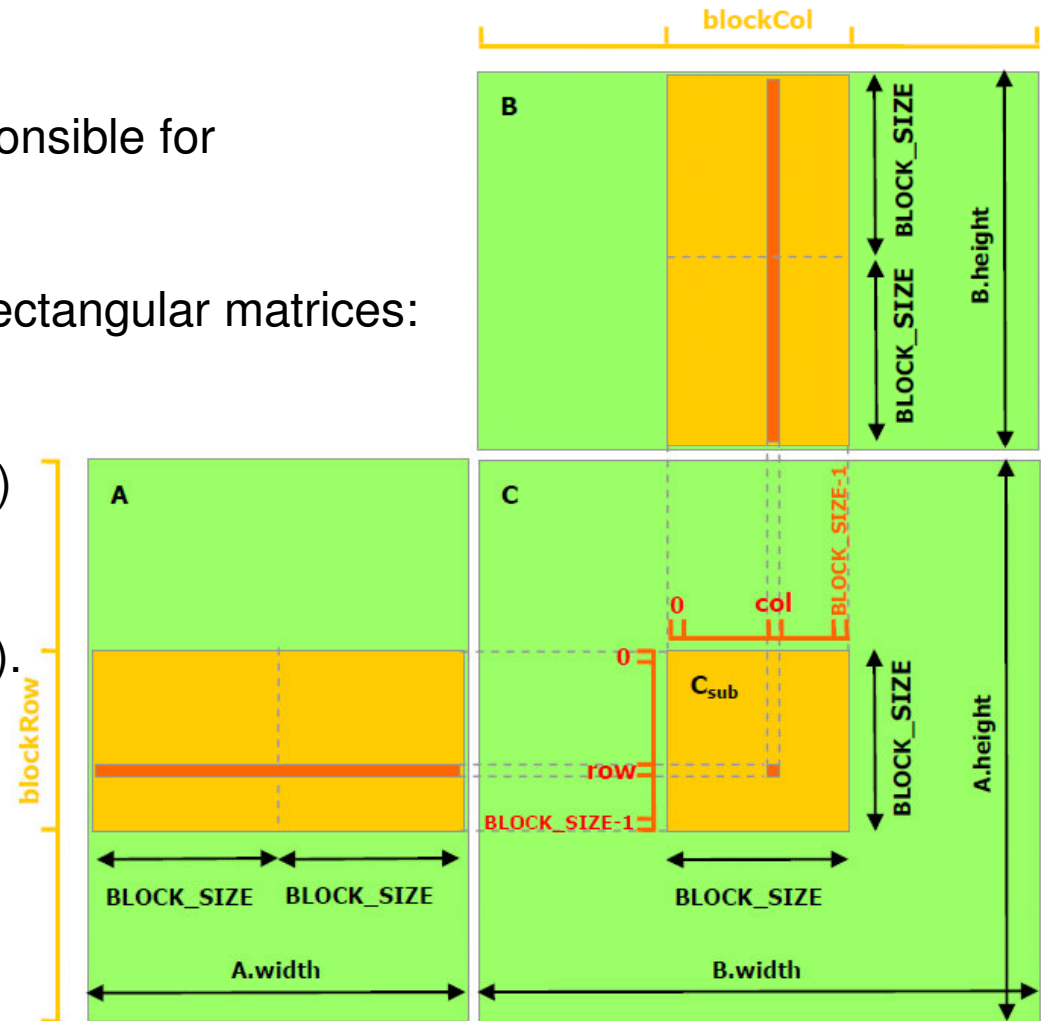 blockCol
onsible for
ectangular matrices:
)
).
B
BLOCK_SIZE
BLOCK_SIZE
B.height
blockRow
A
BLOCK_SIZE
BLOCK_SIZE
A.width
C
BLOCK_SIZE-1
0
col
0
row
BLOCK_SIZE-1
Csub
BLOCK_SIZE
BLOCK_SIZE
A.height
B.width